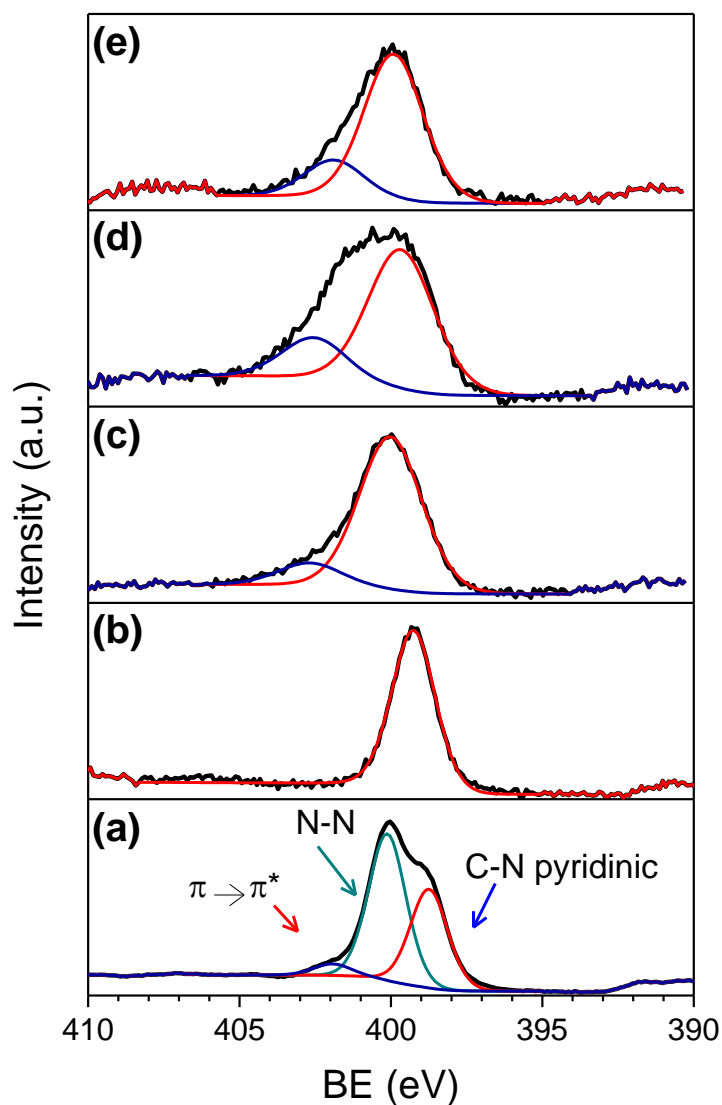 (e)
(d)
(c)
(b)
(a)
N-N
C-N pyridinic
π → π*
Intensity (a.u.)
410 405 400 395 390
BE (eV)